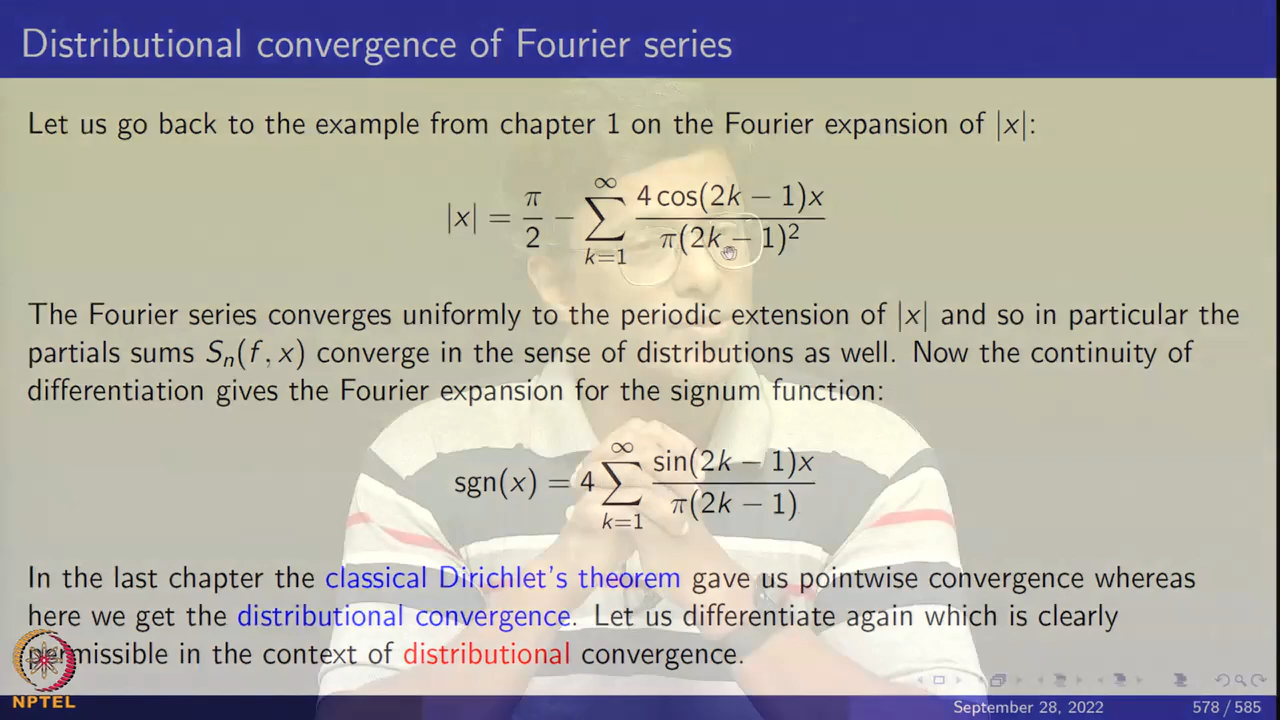 Distributional convergence of Fourier series
Let us go back to the example from chapter 1 on the Fourier expansion of |x|:
|x| = π/2 − ∑_{k=1}^{∞} 4 cos(2k − 1)x / π(2k − 1)²
The Fourier series converges uniformly to the periodic extension of |x| and so in particular the
partials sums Sₙ(f, x) converge in the sense of distributions as well. Now the continuity of
differentiation gives the Fourier expansion for the signum function:
sgn(x) = 4 ∑_{k=1}^{∞} sin(2k − 1)x / π(2k − 1)
In the last chapter the classical Dirichlet's theorem gave us pointwise convergence whereas
here we get the distributional convergence. Let us differentiate again which is clearly
permissible in the context of distributional convergence.
NPTEL
September 28, 2022 578 / 585